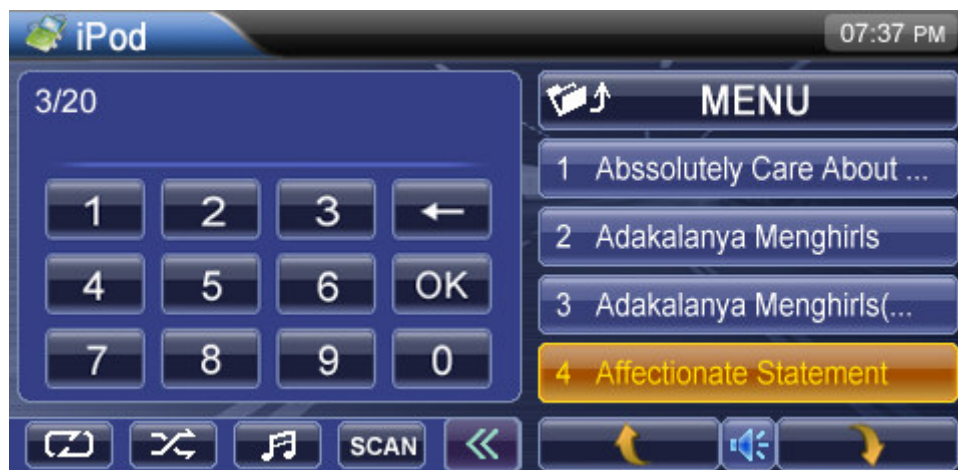 iPod
07:37 PM
3/20
MENU
1 Abssolutely Care About ...
2 Adakalanya Menghirls
3 Adakalanya Menghirls(...
4 Affectionate Statement
1 2 3 ←
4 5 6 OK
7 8 9 0
SCAN